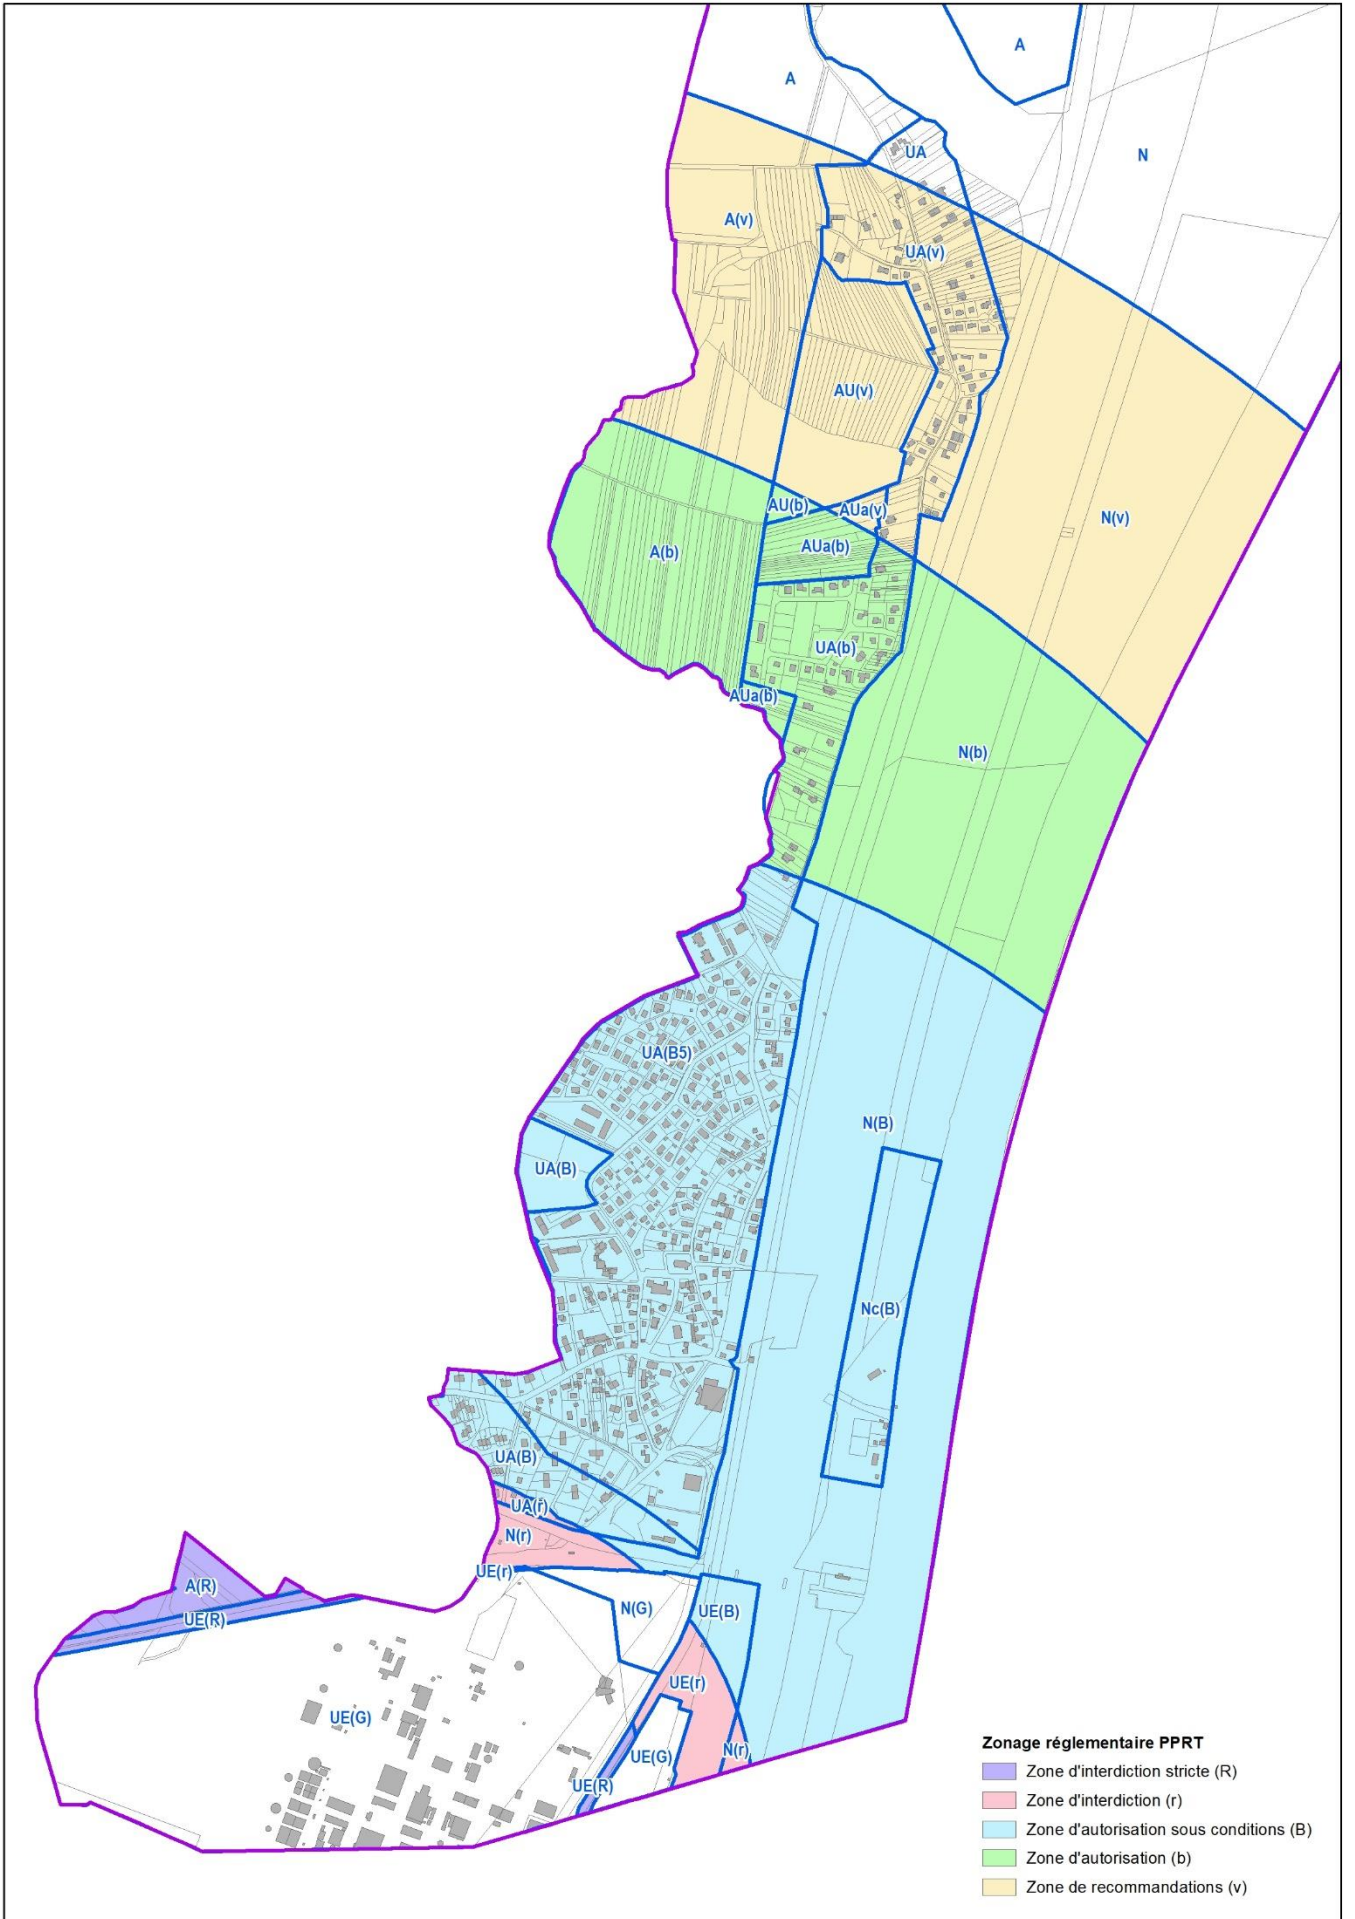 A
A
UA
N
A(v)
UA(v)
AU(v)
AU(b)
AUa(v)
N(v)
A(b)
AUa(b)
UA(b)
AUa(b)
N(b)
UA(B5)
N(B)
UA(B)
Nc(B)
UA(B)
UA(r)
N(r)
UE(r)
A(R)
UE(R)
N(G)
UE(B)
UE(r)
UE(G)
UE(G)
N(r)
UE(R)
Zonage réglementaire PPRT
Zone d'interdiction stricte (R)
Zone d'interdiction (r)
Zone d'autorisation sous conditions (B)
Zone d'autorisation (b)
Zone de recommandations (v)